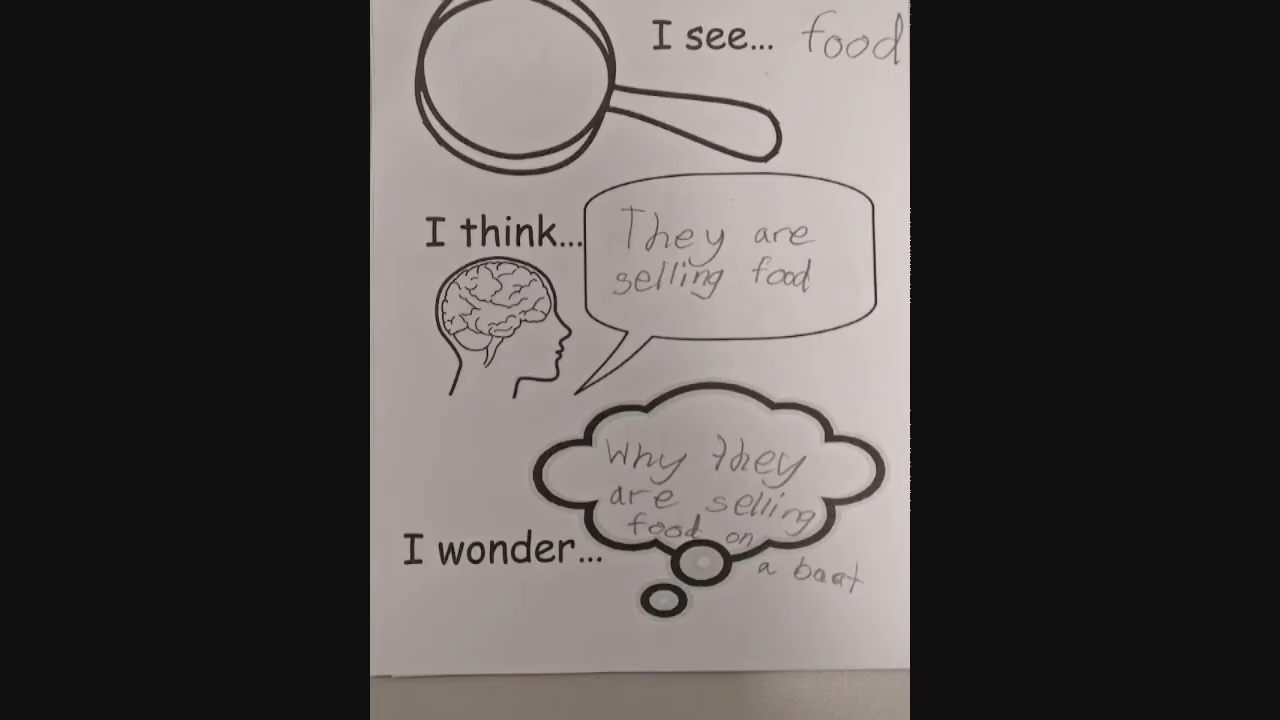 I see... food
I think...
They are
selling food
Why they
are selling
food on
a boat
I wonder...